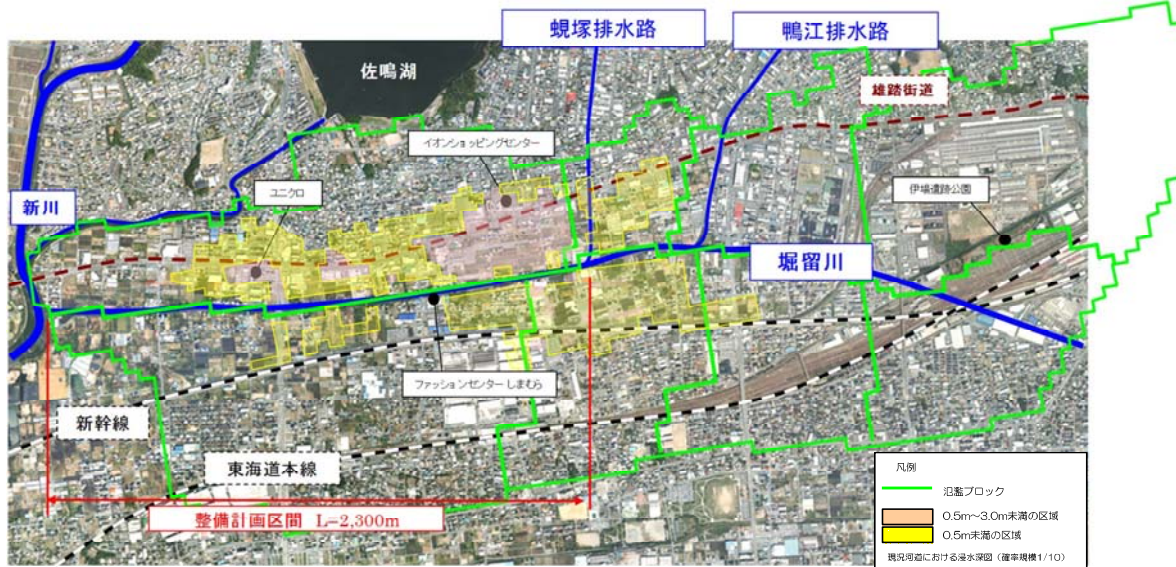 蜆塚排水路
鴨江排水路
佐鳴湖
雄踏街道
イオンショッピングセンター
ユニクロ
伊場遺跡公園
新川
堀留川
ファッションセンター しまむら
新幹線
東海道本線
整備計画区間 L=2,300m
凡例
氾濫ブロック
0.5m～3.0m未満の区域
0.5m未満の区域
現況河道における浸水深図（確率規模1/10）